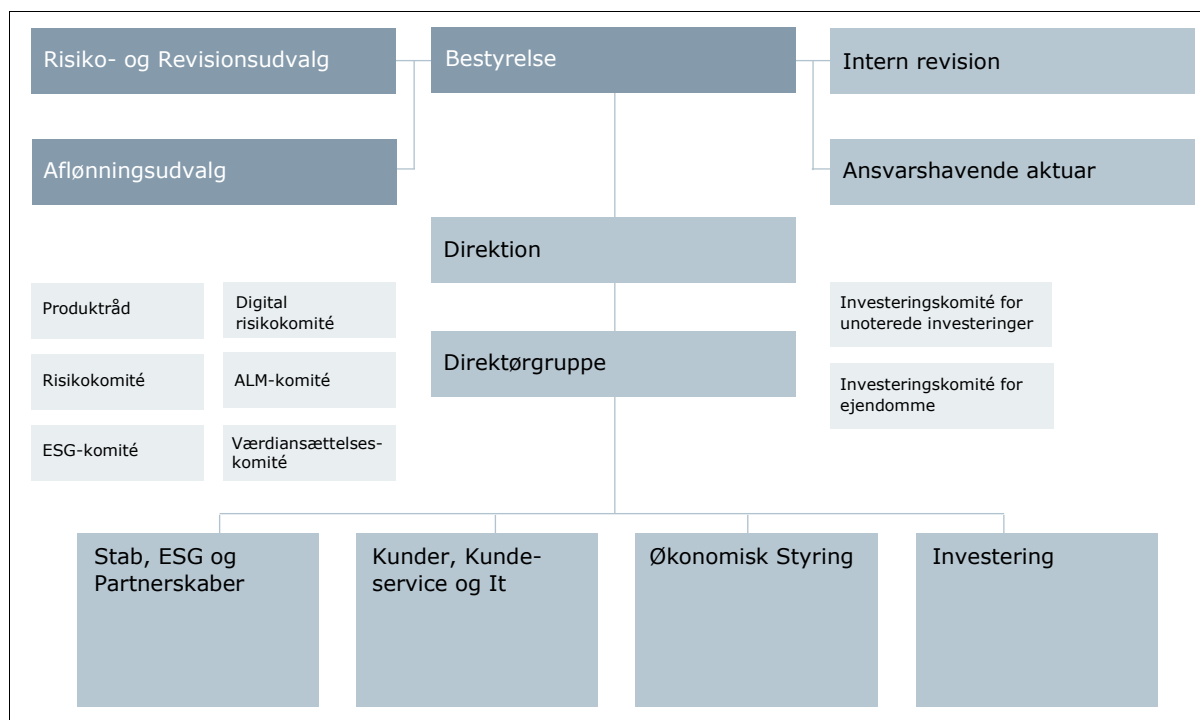 Risiko- og Revisionsudvalg
Bestyrelse
Intern revision
Aflønningsudvalg
Ansvarshavende aktuar
Direktion
Produktråd
Digital
risikokomité
Investeringskomité for
unoterede investeringer
Direktørgruppe
Risikokomité
ALM-komité
Investeringskomité for
ejendomme
ESG-komité
Værdiansættelses-
komité
Stab, ESG og
Partnerskaber
Kunder, Kunde-
service og It
Økonomisk Styring
Investering